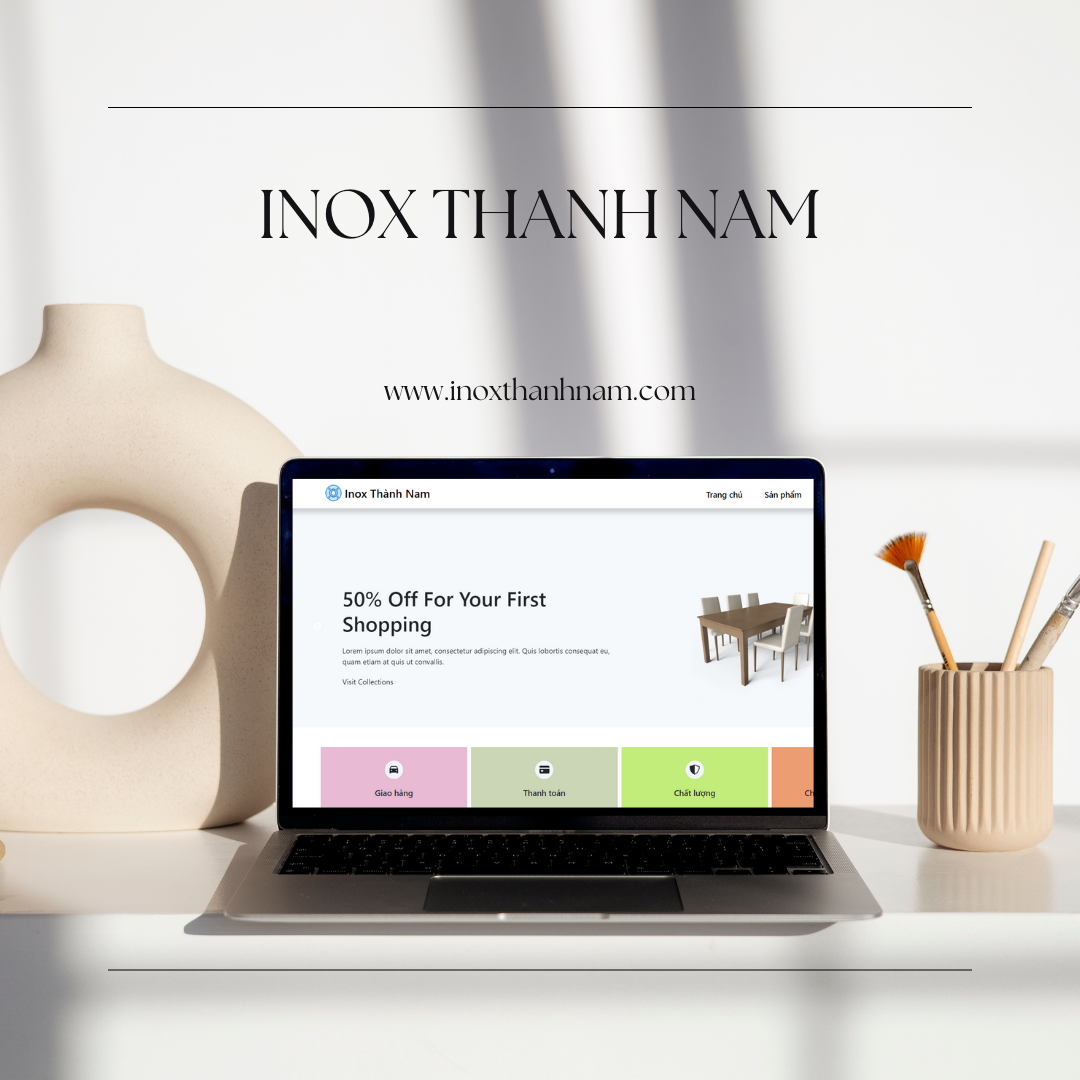 INOX THANH NAM
www.inoxthanhnam.com
Inox Thành Nam
Trang chủ Sản phẩm
50% Off For Your First
Shopping
Lorem ipsum dolor sit amet, consectetur adipiscing elit. Quis lobortis consequat eu,
quam etiam at quis ut convallis.
Visit Collections
Giao hàng Thanh toán Chất lượng Ch